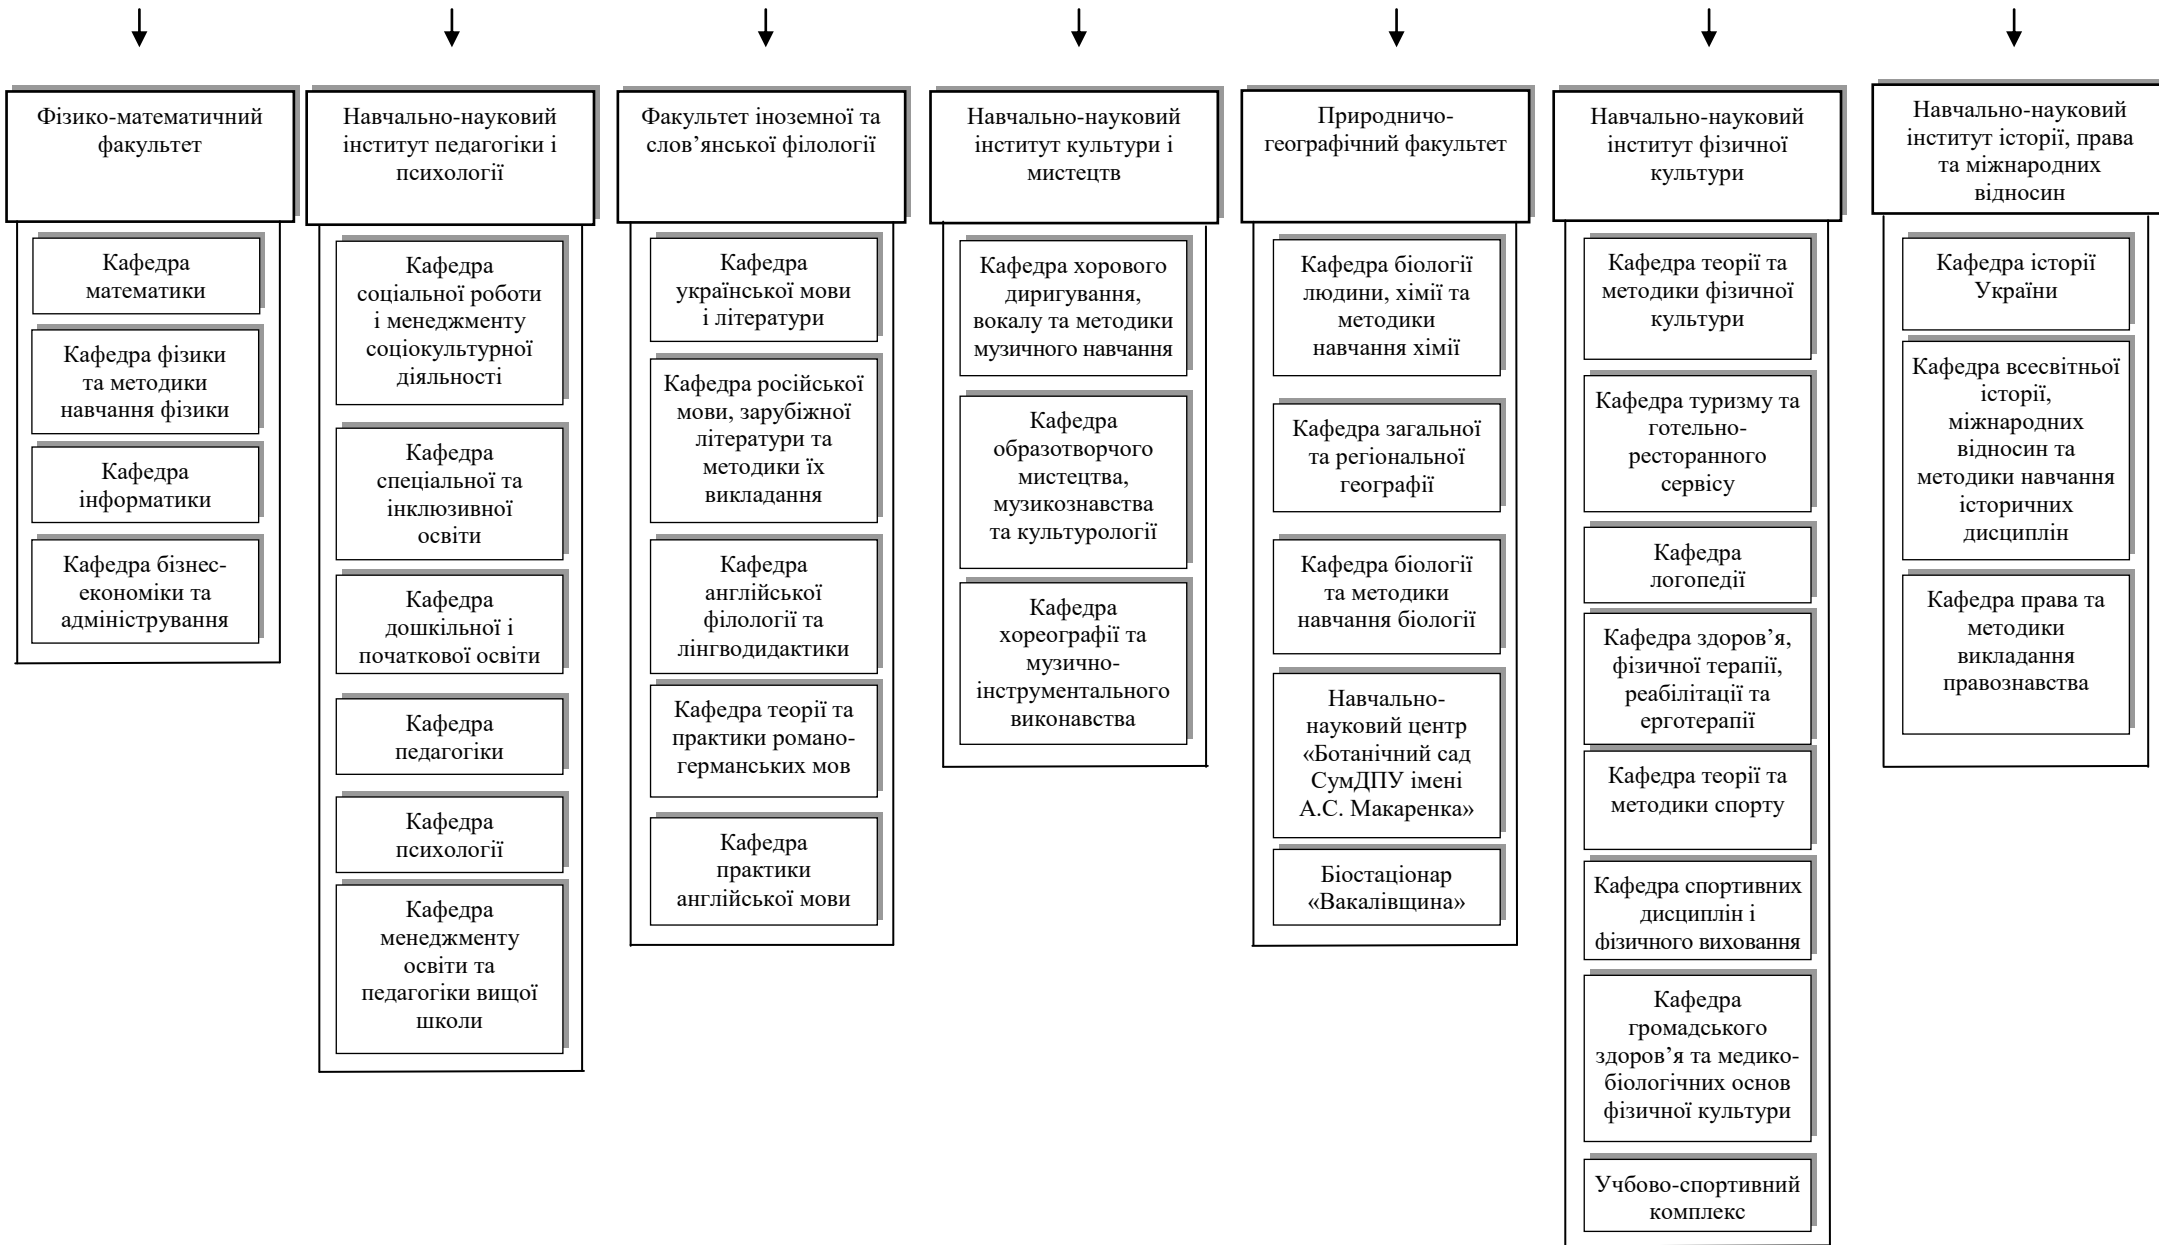 Фізико-математичний
факультет
Кафедра
математики
Кафедра фізики
та методики
навчання фізики
Кафедра
інформатики
Кафедра бізнес-
економіки та
адміністрування
Навчально-науковий
інститут педагогіки і
психології
Кафедра
соціальної роботи
і менеджменту
соціокультурної
діяльності
Кафедра
спеціальної та
інклюзивної
освіти
Кафедра
дошкільної і
початкової освіти
Кафедра
педагогіки
Кафедра
психології
Кафедра
менеджменту
освіти та
педагогіки вищої
школи
Факультет іноземної та
слов’янської філології
Кафедра
української мови
і літератури
Кафедра російської
мови, зарубіжної
літератури та
методики їх
викладання
Кафедра
англійської
філології та
лінгводидактики
Кафедра теорії та
практики романо-
германських мов
Кафедра
практики
англійської мови
Навчально-науковий
інститут культури і
мистецтв
Кафедра хорового
диригування,
вокалу та методики
музичного навчання
Кафедра
образотворчого
мистецтва,
музикознавства
та культурології
Кафедра
хореографії та
музично-
інструментального
виконавства
Природничо-
географічний факультет
Кафедра біології
людини, хімії та
методики
навчання хімії
Кафедра загальної
та регіональної
географії
Кафедра біології
та методики
навчання біології
Навчально-
науковий центр
«Ботанічний сад
СумДПУ імені
А.С. Макаренка»
Біостаціонар
«Вакалівщина»
Навчально-науковий
інститут фізичної
культури
Кафедра теорії та
методики фізичної
культури
Кафедра туризму та
готельно-
ресторанного
сервісу
Кафедра
логопедії
Кафедра здоров’я,
фізичної терапії,
реабілітації та
ерготерапії
Кафедра теорії та
методики спорту
Кафедра спортивних
дисциплін і
фізичного виховання
Кафедра
громадського
здоров’я та медико-
біологічних основ
фізичної культури
Учбово-спортивний
комплекс
Навчально-науковий
інститут історії, права
та міжнародних
відносин
Кафедра історії
України
Кафедра всесвітньої
історії,
міжнародних
відносин та
методики навчання
історичних
дисциплін
Кафедра права та
методики
викладання
правознавства